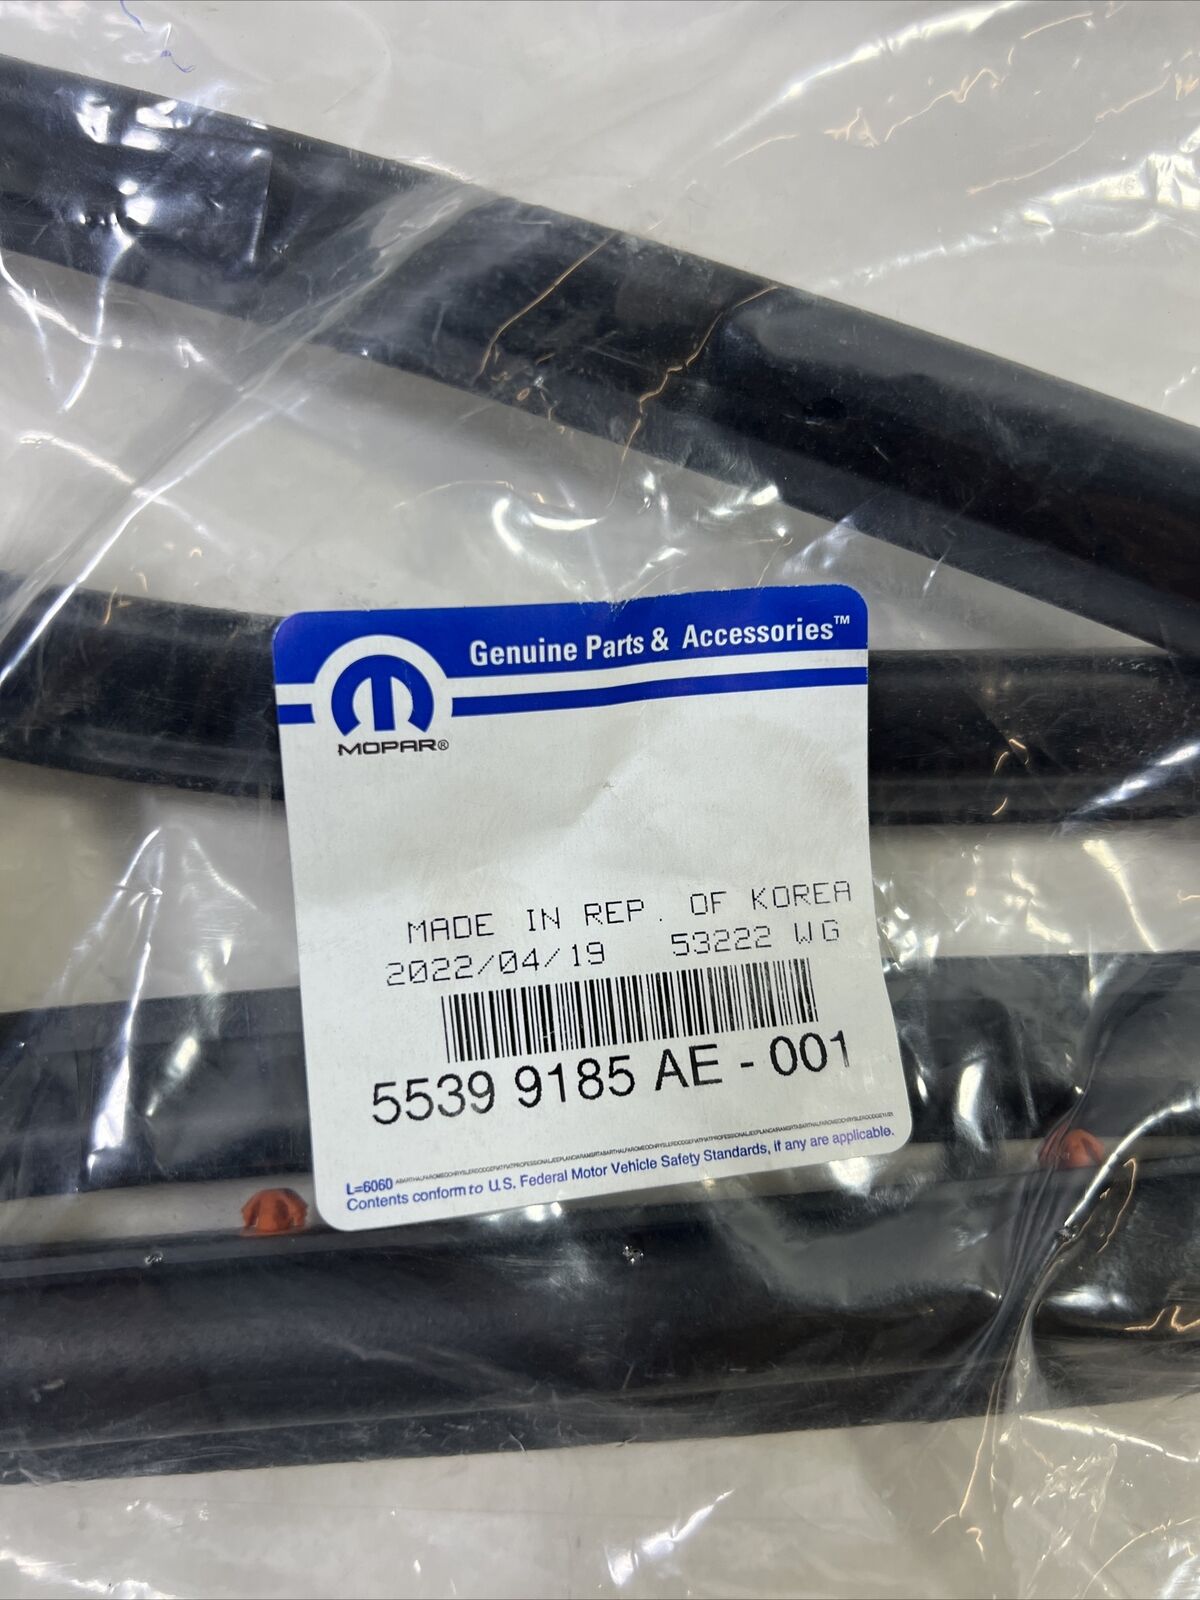 Genuine Parts & Accessories™
MOPAR®
MADE IN REP. OF KOREA
2022/04/19 53222 WG
5539 9185 AE - 001
L=6060
Contents conform to U.S. Federal Motor Vehicle Safety Standards, if any are applicable.